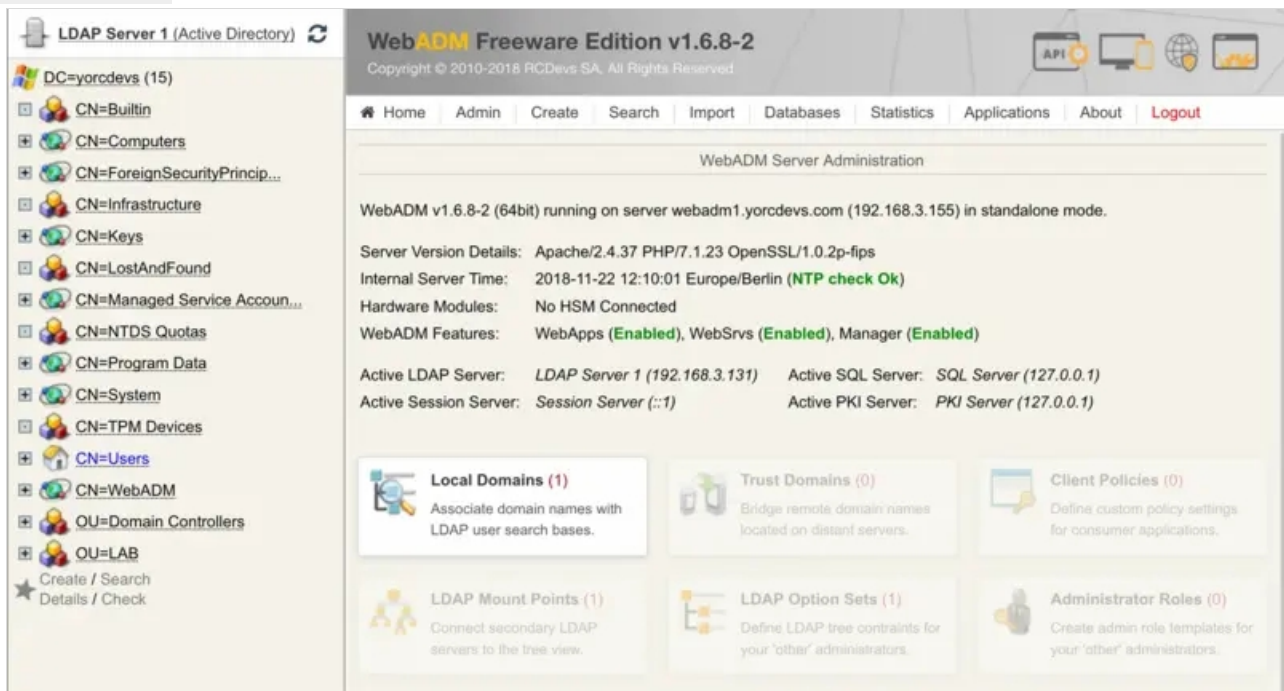 LDAP Server 1 (Active Directory)
DC=yorcdevs (15)
CN=Builtin
CN=Computers
CN=ForeignSecurityPrincip...
CN=Infrastructure
CN=Keys
CN=LostAndFound
CN=Managed Service Accoun...
CN=NTDS Quotas
CN=Program Data
CN=System
CN=TPM Devices
CN=Users
CN=WebADM
OU=Domain Controllers
OU=LAB
Create / Search
Details / Check
WebADM Freeware Edition v1.6.8-2
Copyright © 2010-2018 RCDevs SA, All Rights Reserved
API
Home Admin Create Search Import Databases Statistics Applications About Logout
WebADM Server Administration
WebADM v1.6.8-2 (64bit) running on server webadm1.yorcdevs.com (192.168.3.155) in standalone mode.
Server Version Details: Apache/2.4.37 PHP/7.1.23 OpenSSL/1.0.2p-fips
Internal Server Time: 2018-11-22 12:10:01 Europe/Berlin (NTP check Ok)
Hardware Modules: No HSM Connected
WebADM Features: WebApps (Enabled), WebSrvs (Enabled), Manager (Enabled)
Active LDAP Server: LDAP Server 1 (192.168.3.131) Active SQL Server: SQL Server (127.0.0.1)
Active Session Server: Session Server (::1) Active PKI Server: PKI Server (127.0.0.1)
Local Domains (1)
Associate domain names with
LDAP user search bases.
Trust Domains (0)
Bridge remote domain names
located on distant servers.
Client Policies (0)
Define custom policy settings
for consumer applications.
LDAP Mount Points (1)
Connect secondary LDAP
servers to the tree view.
LDAP Option Sets (1)
Define LDAP tree contraints for
your 'other' administrators.
Administrator Roles (0)
Create admin role templates for
your 'other' administrators.